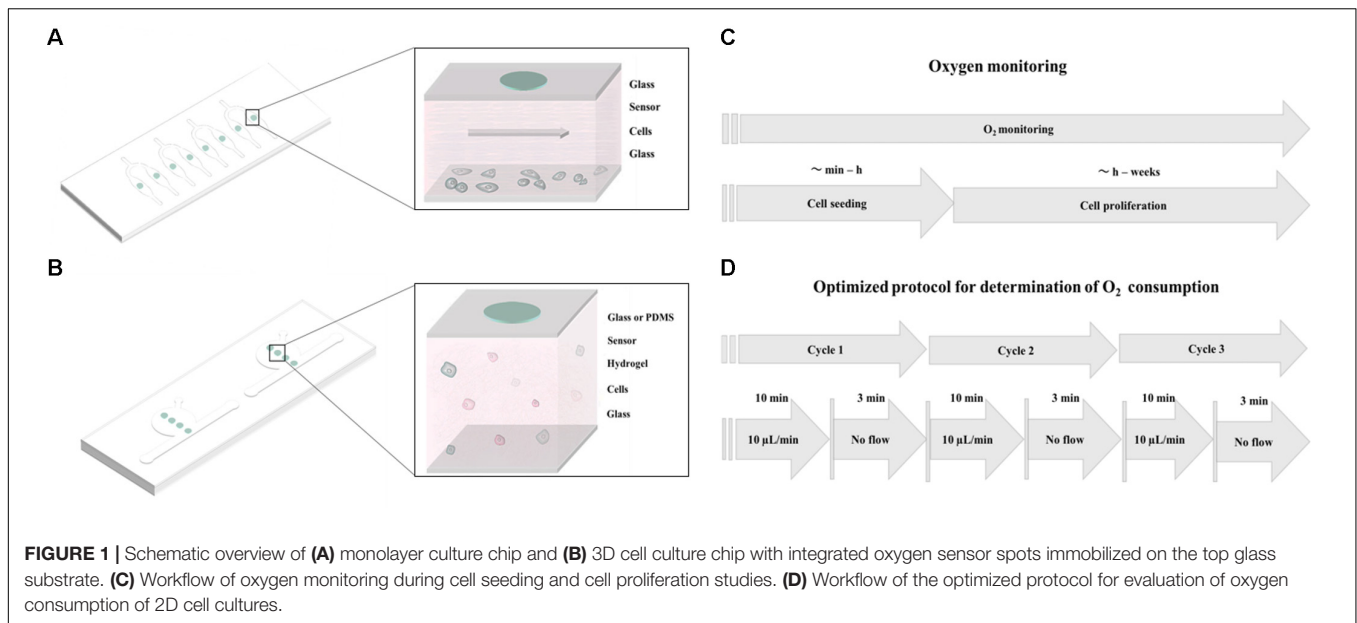 A
Glass
Sensor
Cells
Glass
B
Glass or PDMS
Sensor
Hydrogel
Cells
Glass
C
Oxygen monitoring
O₂ monitoring
~ min – h
~ h – weeks
Cell seeding
Cell proliferation
D
Optimized protocol for determination of O₂ consumption
Cycle 1
Cycle 2
Cycle 3
10 min
3 min
10 min
3 min
10 min
3 min
10 µL/min
No flow
10 µL/min
No flow
10 µL/min
No flow
FIGURE 1 | Schematic overview of (A) monolayer culture chip and (B) 3D cell culture chip with integrated oxygen sensor spots immobilized on the top glass
substrate. (C) Workflow of oxygen monitoring during cell seeding and cell proliferation studies. (D) Workflow of the optimized protocol for evaluation of oxygen
consumption of 2D cell cultures.